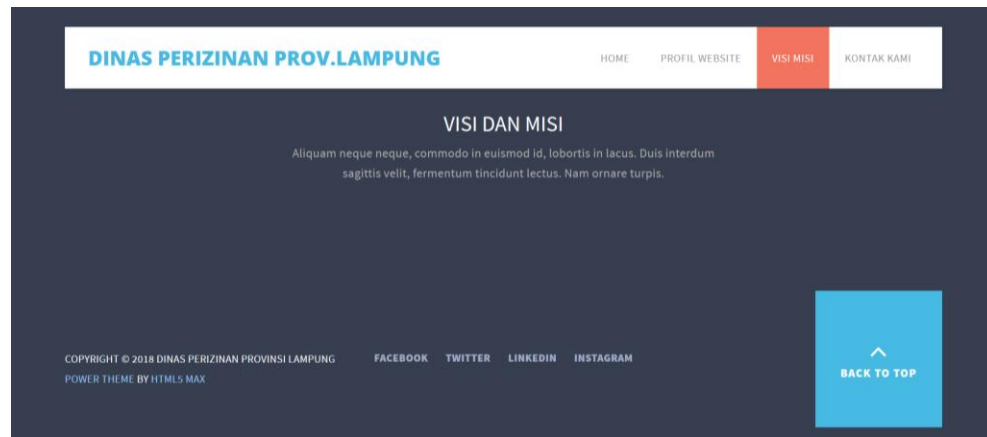 DINAS PERIZINAN PROV.LAMPUNG
HOME PROFIL WEBSITE VISI MISI KONTAK KAMI
VISI DAN MISI
Aliquam neque neque, commodo in euismod id, lobortis in lacus. Duis interdum
sagittis velit, fermentum tincidunt lectus. Nam ornare turpis.
COPYRIGHT © 2018 DINAS PERIZINAN PROVINSI LAMPUNG
POWER THEME BY HTML5 MAX
FACEBOOK TWITTER LINKEDIN INSTAGRAM
BACK TO TOP